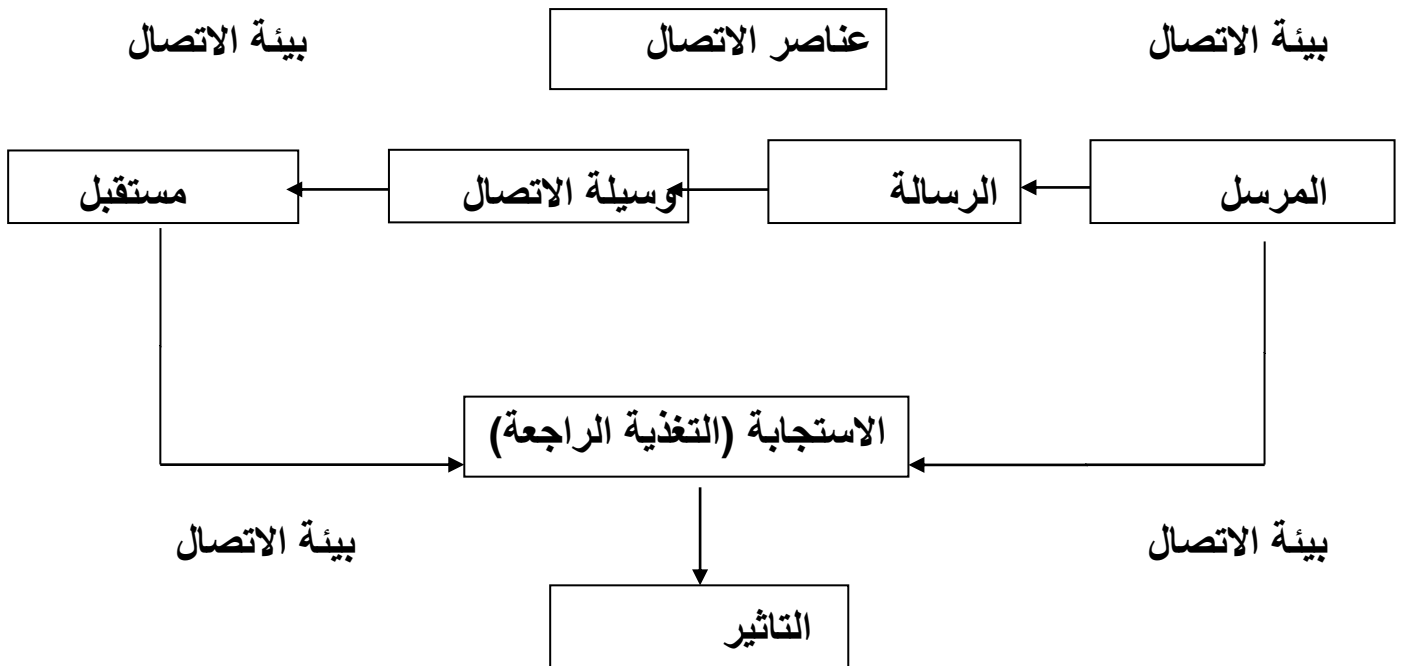 بيئة الاتصال
عناصر الاتصال
بيئة الاتصال
المرسل
الرسالة
وسيلة الاتصال
مستقبل
الاستجابة (التغذية الراجعة)
بيئة الاتصال
بيئة الاتصال
التاثير